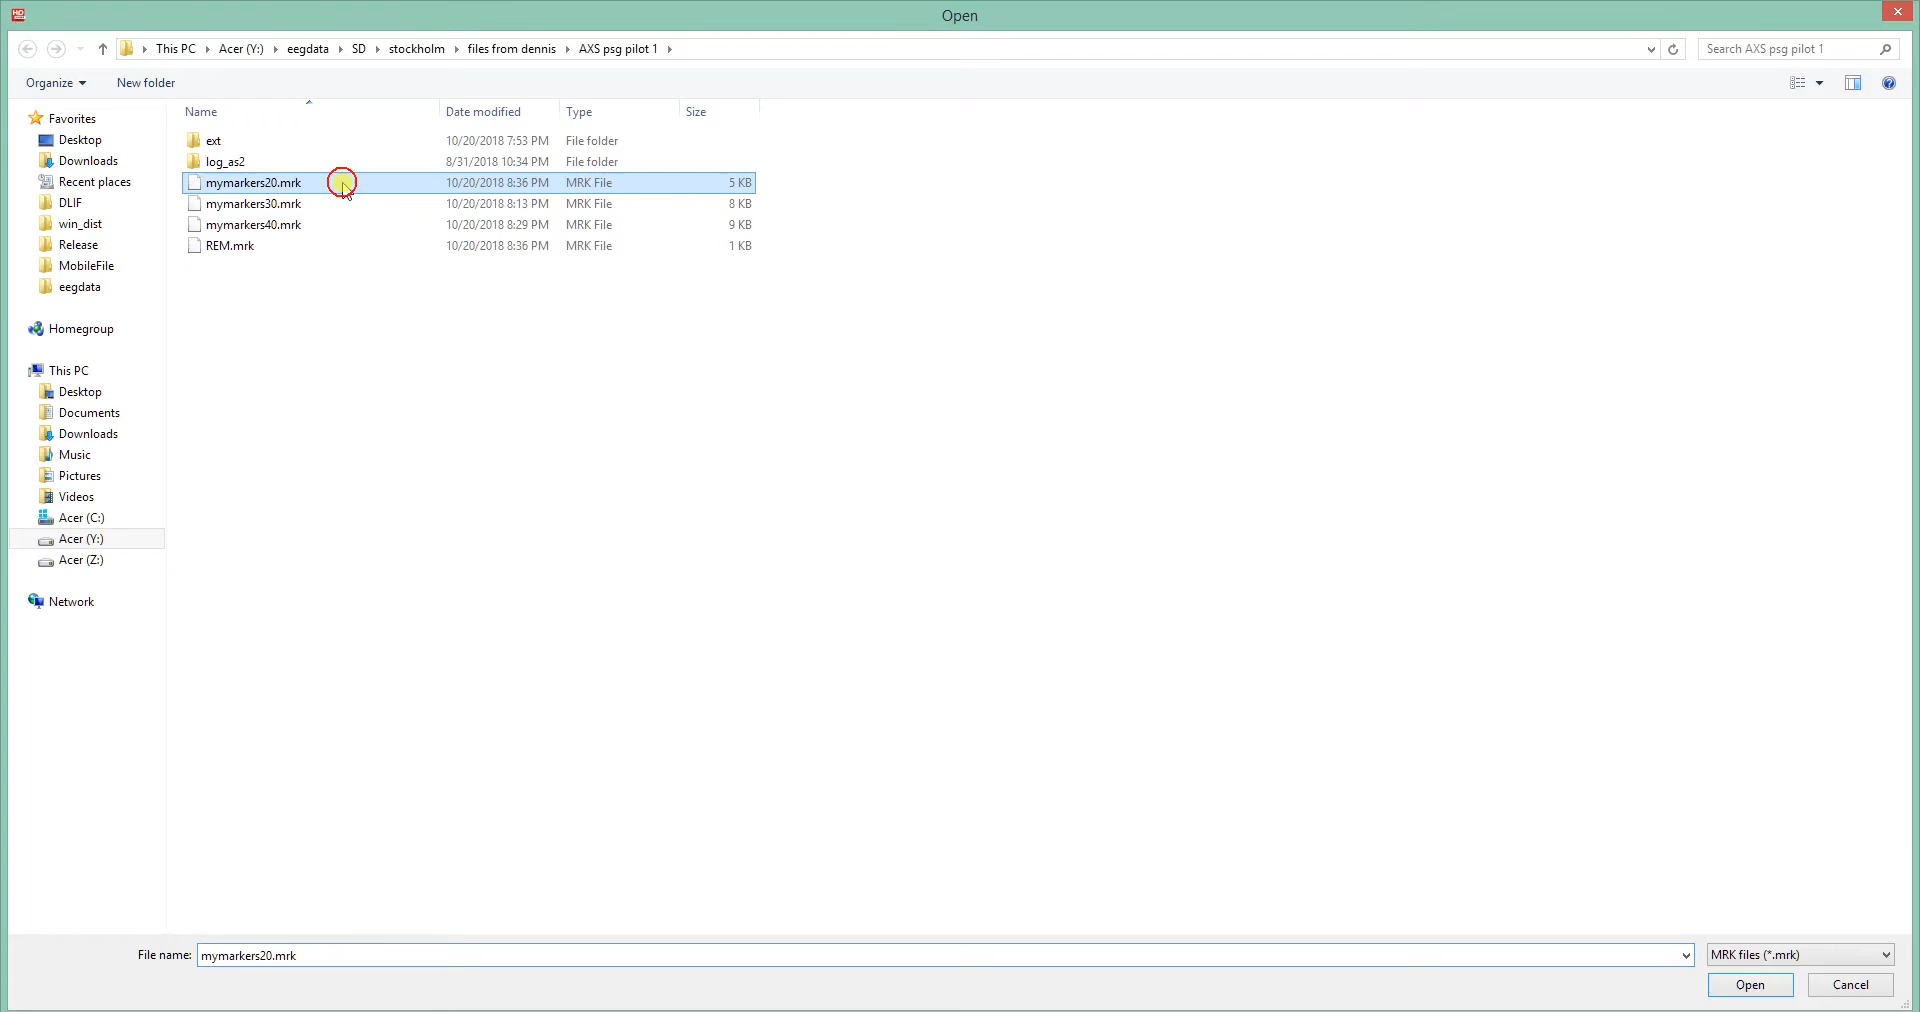 Open
This PC Acer (Y:) eegdata SD stockholm files from dennis AXS psg pilot 1
Search AXS psg pilot 1
Organize New folder
Name Date modified Type Size
ext 10/20/2018 7:53 PM File folder
log_as2 8/31/2018 10:34 PM File folder
mymarkers20.mrk 10/20/2018 8:36 PM MRK File 5 KB
mymarkers30.mrk 10/20/2018 8:13 PM MRK File 8 KB
mymarkers40.mrk 10/20/2018 8:29 PM MRK File 9 KB
REM.mrk 10/20/2018 8:36 PM MRK File 1 KB
Favorites
Desktop
Downloads
Recent places
DLIF
win_dist
Release
MobileFile
eegdata
Homegroup
This PC
Desktop
Documents
Downloads
Music
Pictures
Videos
Acer (C:)
Acer (Y:)
Acer (Z:)
Network
File name: mymarkers20.mrk MRK files (*.mrk)
Open Cancel